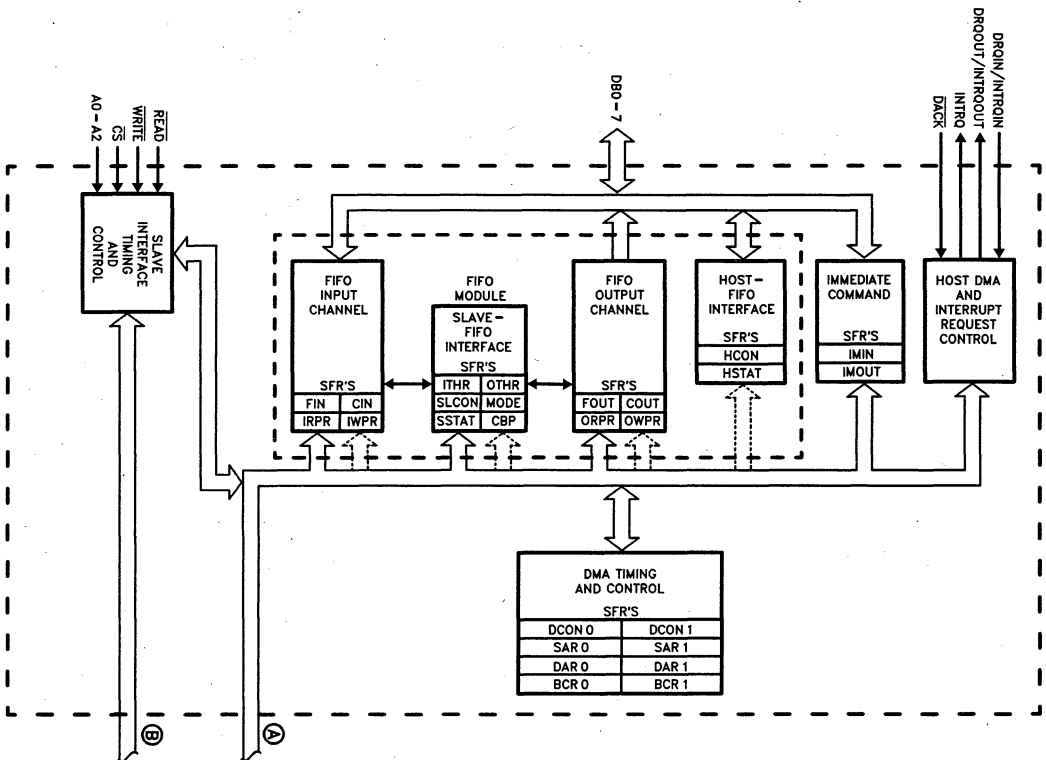 DRQIN/INTRQIN
DRQOUT/INTRQOUT
INTRQ
DACK
DB0-7
READ
WRITE
CS
A0-A2
SLAVE
INTERFACE
TIMING
AND
CONTROL
FIFO
INPUT
CHANNEL
SFR'S
FIN CIN
IRPR IWPR
FIFO
MODULE
SLAVE-
FIFO
INTERFACE
SFR'S
ITHR OTHR
SLCON MODE
SSTAT CBP
FIFO
OUTPUT
CHANNEL
SFR'S
FOUT COUT
ORPR OWPR
HOST-
FIFO
INTERFACE
SFR'S
HCON
HSTAT
IMMEDIATE
COMMAND
SFR'S
IMIN
IMOUT
HOST DMA
AND
INTERRUPT
REQUEST
CONTROL
DMA TIMING
AND CONTROL
SFR'S
DCON 0 DCON 1
SAR 0 SAR 1
DAR 0 DAR 1
BCR 0 BCR 1
B
A